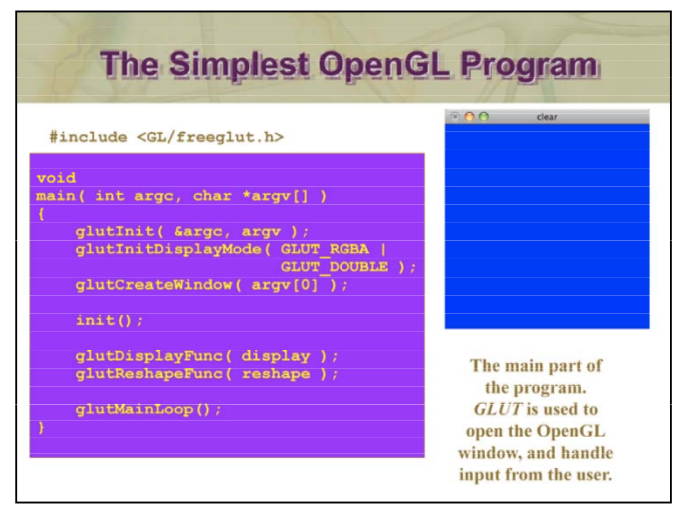 The Simplest OpenGL Program
#include <GL/freeglut.h>
void
main( int argc, char *argv[] )
{
    glutInit( &argc, argv );
    glutInitDisplayMode( GLUT_RGBA |
                         GLUT_DOUBLE );
    glutCreateWindow( argv[0] );
    init();
    glutDisplayFunc( display );
    glutReshapeFunc( reshape );
    glutMainLoop();
}
clear
The main part of
the program.
GLUT is used to
open the OpenGL
window, and handle
input from the user.